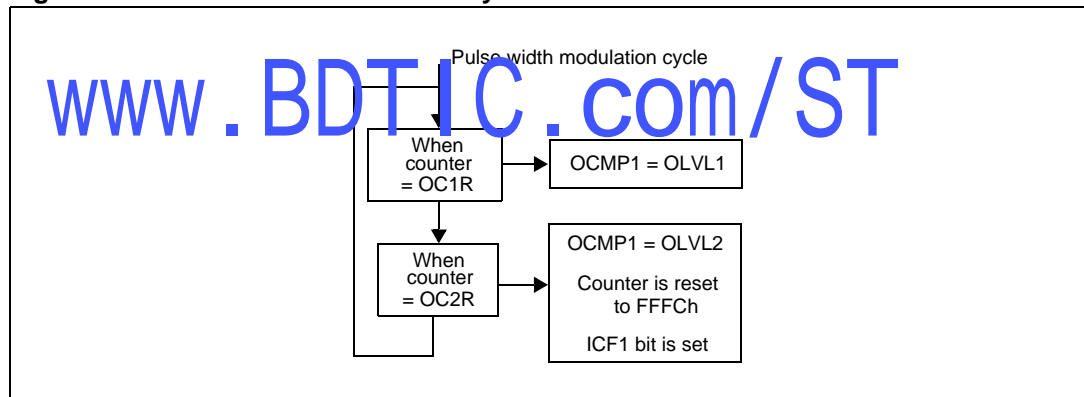 Pulse width modulation cycle
www.BDTIC.com/ST
When
counter
= OC1R
OCMP1 = OLVL1
When
counter
= OC2R
OCMP1 = OLVL2
Counter is reset
to FFFCh
ICF1 bit is set